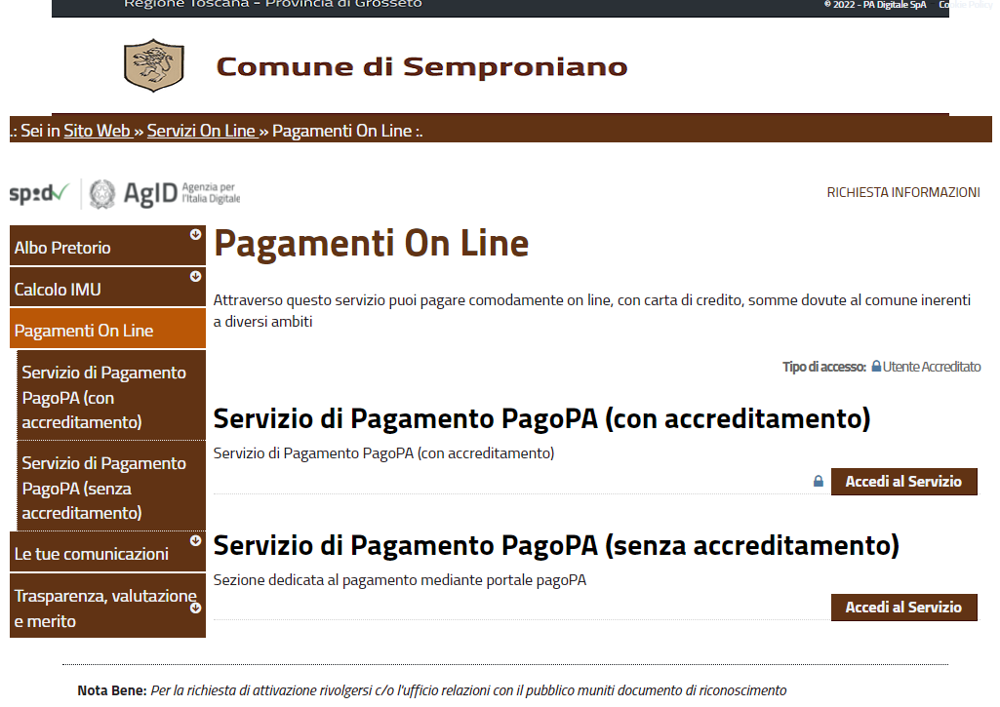 Regione Toscana - Provincia di Grosseto
© 2022 - PA Digitale SpA Cookie Policy
Comune di Semproniano
.: Sei in Sito Web » Servizi On Line » Pagamenti On Line :.
sp:d AgID Agenzia per l'Italia Digitale
RICHIESTA INFORMAZIONI
Albo Pretorio
Calcolo IMU
Pagamenti On Line
Servizio di Pagamento
PagoPA (con
accreditamento)
Servizio di Pagamento
PagoPA (senza
accreditamento)
Le tue comunicazioni
Trasparenza, valutazione
e merito
Pagamenti On Line
Attraverso questo servizio puoi pagare comodamente on line, con carta di credito, somme dovute al comune inerenti
a diversi ambiti
Tipo di accesso: Utente Accreditato
Servizio di Pagamento PagoPA (con accreditamento)
Servizio di Pagamento PagoPA (con accreditamento)
Accedi al Servizio
Servizio di Pagamento PagoPA (senza accreditamento)
Sezione dedicata al pagamento mediante portale pagoPA
Accedi al Servizio
Nota Bene: Per la richiesta di attivazione rivolgersi c/o l'ufficio relazioni con il pubblico muniti documento di riconoscimento